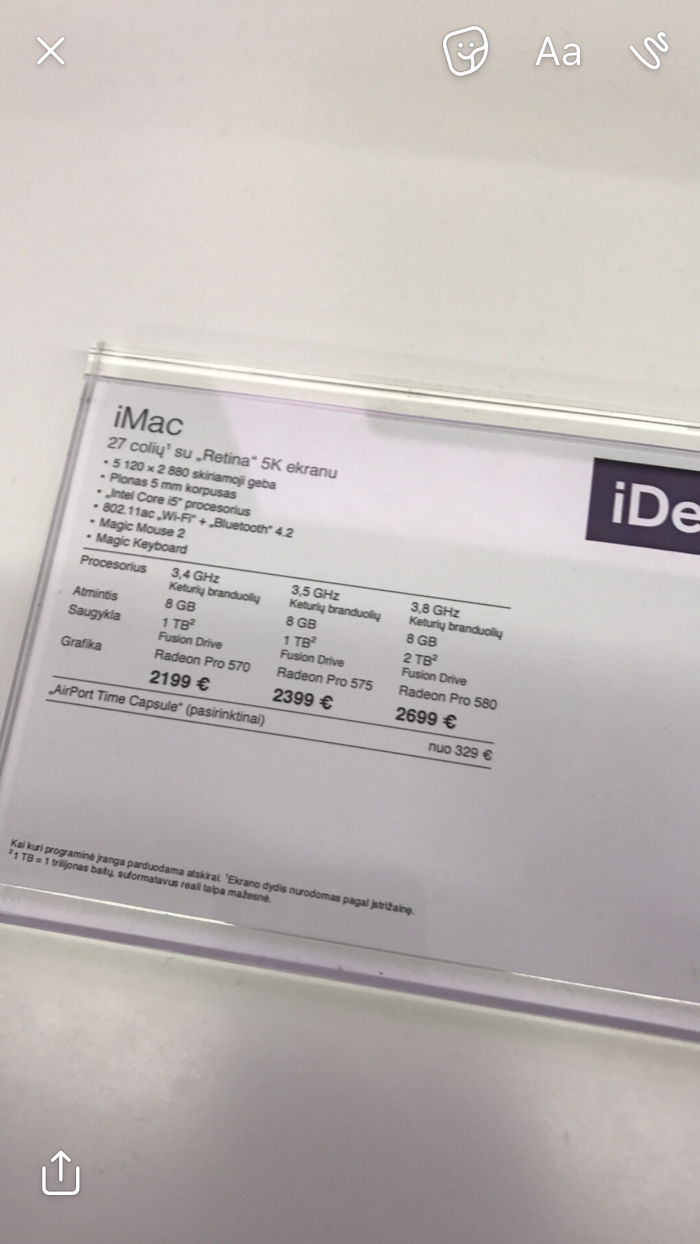 Aa
iMac
27 colių¹ su „Retina“ 5K ekranu
• 5 120 x 2 880 skiriamoji geba
• Plonas 5 mm korpusas
• „Intel Core i5“ procesorius
• 802.11ac „Wi-Fi“ + „Bluetooth“ 4.2
• Magic Mouse 2
• Magic Keyboard
iDe
Procesorius 3,4 GHz 3,5 GHz 3,8 GHz
Keturių branduolių Keturių branduolių Keturių branduolių
Atmintis 8 GB 8 GB 8 GB
Saugykla 1 TB² 1 TB² 2 TB²
Fusion Drive Fusion Drive Fusion Drive
Grafika Radeon Pro 570 Radeon Pro 575 Radeon Pro 580
2199 € 2399 € 2699 €
„AirPort Time Capsule“ (pasirinktinai) nuo 329 €
Kai kuri programinė įranga parduodama atskirai. ¹Ekrano dydis nurodomas pagal įstrižainę.
²1 TB = 1 trilijonas baitų, suformatavus reali talpa mažesnė.